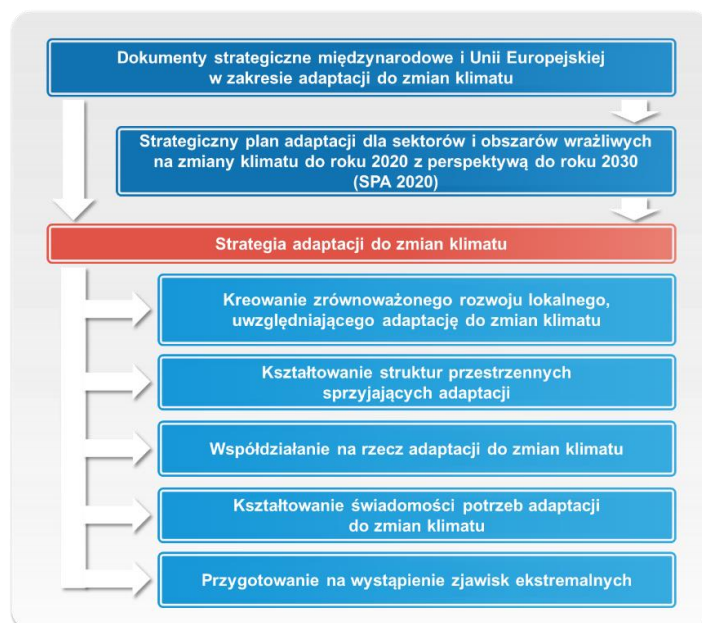 Dokumenty strategiczne międzynarodowe i Unii Europejskiej
w zakresie adaptacji do zmian klimatu
Strategiczny plan adaptacji dla sektorów i obszarów wrażliwych
na zmiany klimatu do roku 2020 z perspektywą do roku 2030
(SPA 2020)
Strategia adaptacji do zmian klimatu
Kreowanie zrównoważonego rozwoju lokalnego,
uwzględniającego adaptację do zmian klimatu
Kształtowanie struktur przestrzennych
sprzyjających adaptacji
Współdziałanie na rzecz adaptacji do zmian klimatu
Kształtowanie świadomości potrzeb adaptacji
do zmian klimatu
Przygotowanie na wystąpienie zjawisk ekstremalnych